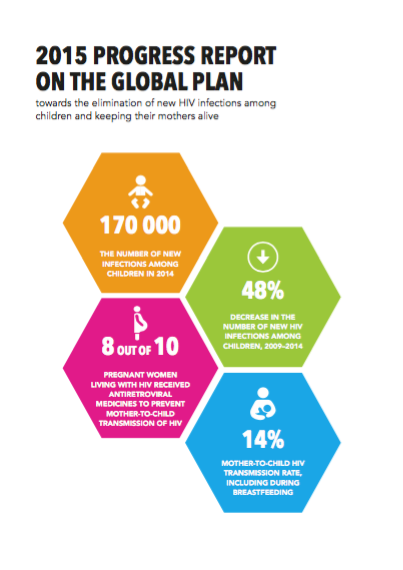 2015 PROGRESS REPORT
ON THE GLOBAL PLAN
towards the elimination of new HIV infections among
children and keeping their mothers alive
170 000
THE NUMBER OF NEW
INFECTIONS AMONG
CHILDREN IN 2014
48%
DECREASE IN THE
NUMBER OF NEW HIV
INFECTIONS AMONG
CHILDREN, 2009–2014
8 OUT OF 10
PREGNANT WOMEN
LIVING WITH HIV RECEIVED
ANTIRETROVIRAL
MEDICINES TO PREVENT
MOTHER-TO-CHILD
TRANSMISSION OF HIV
14%
MOTHER-TO-CHILD HIV
TRANSMISSION RATE,
INCLUDING DURING
BREASTFEEDING